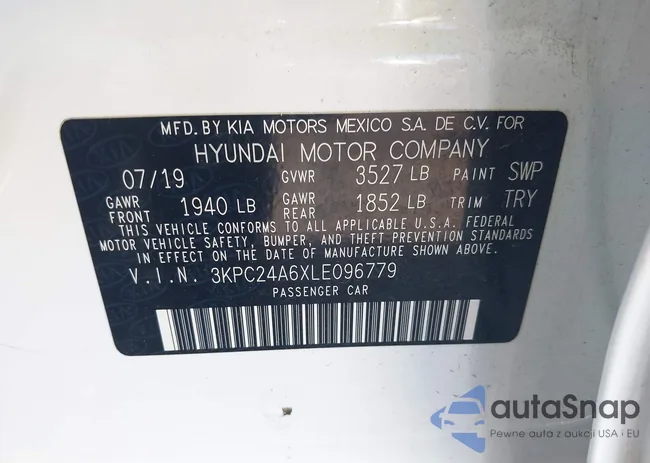 MFD. BY KIA MOTORS MEXICO S.A. DE C.V. FOR
HYUNDAI MOTOR COMPANY
07/19 GVWR 3527 LB PAINT SWP
GAWR FRONT 1940 LB GAWR REAR 1852 LB TRIM TRY
THIS VEHICLE CONFORMS TO ALL APPLICABLE U.S.A. FEDERAL
MOTOR VEHICLE SAFETY, BUMPER, AND THEFT PREVENTION STANDARDS
IN EFFECT ON THE DATE OF MANUFACTURE SHOWN ABOVE.
V.I.N. 3KPC24A6XLE096779
PASSENGER CAR
autaSnap
Pewne auta z aukcji USA i EU